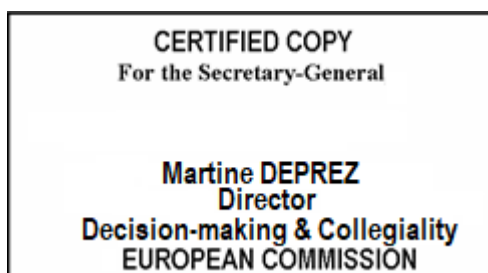 CERTIFIED COPY
For the Secretary-General
Martine DEPREZ
Director
Decision-making & Collegiality
EUROPEAN COMMISSION